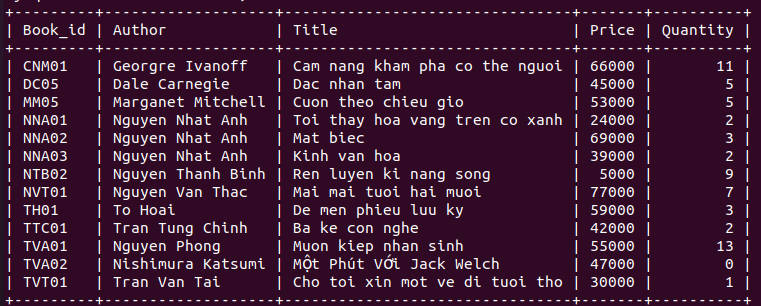 | Book_id | Author | Title | Price | Quantity |
| CNM01 | Georgre Ivanoff | Cam nang kham pha co the nguoi | 66000 | 11 |
| DC05 | Dale Carnegie | Dac nhan tam | 45000 | 5 |
| MM05 | Marganet Mitchell | Cuon theo chieu gio | 53000 | 5 |
| NNA01 | Nguyen Nhat Anh | Toi thay hoa vang tren co xanh | 24000 | 2 |
| NNA02 | Nguyen Nhat Anh | Mat biec | 69000 | 3 |
| NNA03 | Nguyen Nhat Anh | Kinh van hoa | 39000 | 2 |
| NTB02 | Nguyen Thanh Binh | Ren luyen ki nang song | 5000 | 9 |
| NVT01 | Nguyen Van Thac | Mai mai tuoi hai muoi | 77000 | 7 |
| TH01 | To Hoai | De men phieu luu ky | 59000 | 3 |
| TTC01 | Tran Tung Chinh | Ba ke con nghe | 42000 | 2 |
| TVA01 | Nguyen Phong | Muon kiep nhan sinh | 55000 | 13 |
| TVA02 | Nishimura Katsumi | MỘt Phút VỚi Jack Welch | 47000 | 0 |
| TVT01 | Tran Van Tai | Cho toi xin mot ve di tuoi tho | 30000 | 1 |